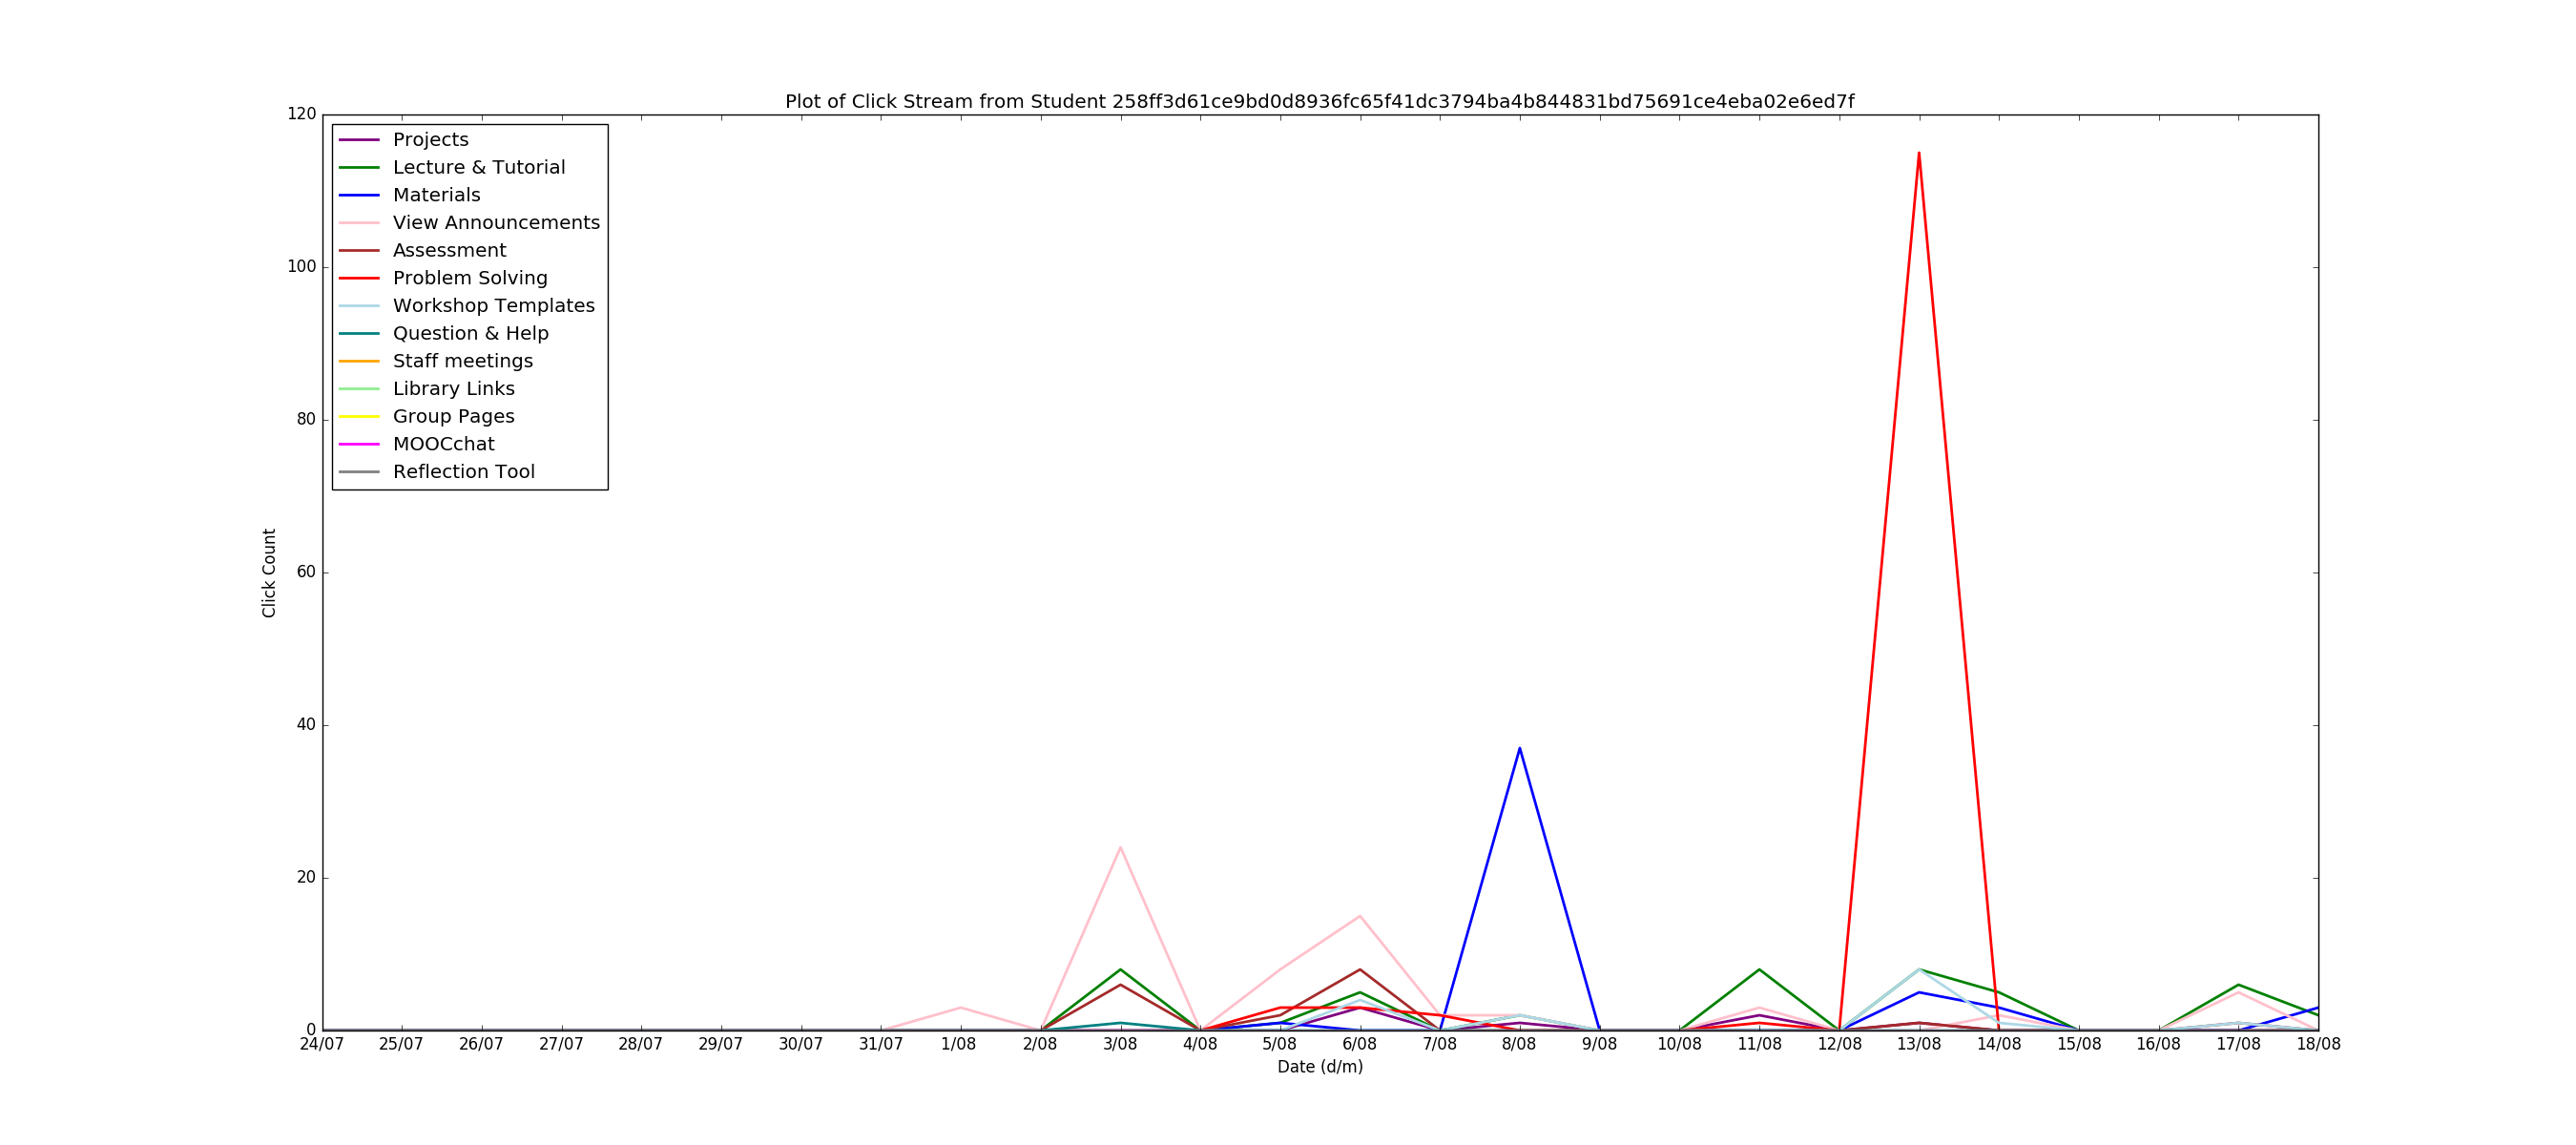 Plot of Click Stream from Student 258ff3d61ce9bd0d8936fc65f41dc3794ba4b844831bd75691ce4eba02e6ed7f
120
100
80
60
40
20
0
Click Count
Projects
Lecture & Tutorial
Materials
View Announcements
Assessment
Problem Solving
Workshop Templates
Question & Help
Staff meetings
Library Links
Group Pages
MOOCchat
Reflection Tool
24/07 25/07 26/07 27/07 28/07 29/07 30/07 31/07 1/08 2/08 3/08 4/08 5/08 6/08 7/08 8/08 9/08 10/08 11/08 12/08 13/08 14/08 15/08 16/08 17/08 18/08
Date (d/m)